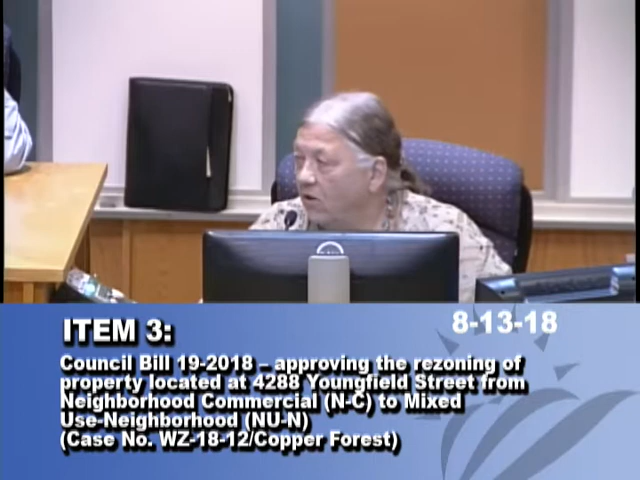 ITEM 3:
8-13-18
Council Bill 19-2018 – approving the rezoning of
property located at 4288 Youngfield Street from
Neighborhood Commercial (N-C) to Mixed
Use-Neighborhood (NU-N)
(Case No. WZ-18-12/Copper Forest)